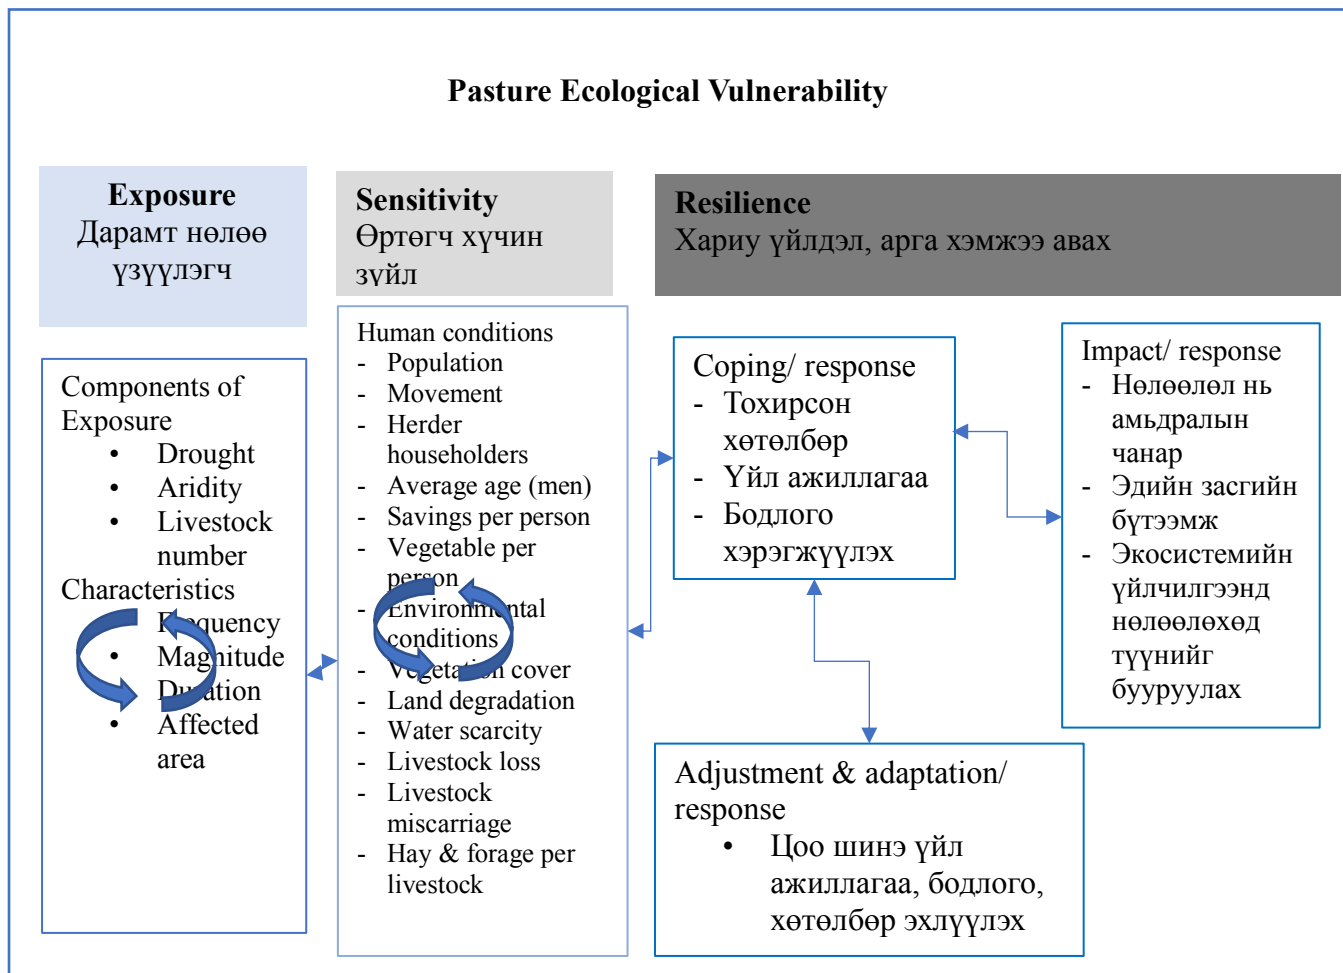 Pasture Ecological Vulnerability
Exposure
Дарамт нөлөө
үзүүлэгч
Components of
Exposure
• Drought
• Aridity
• Livestock
number
Characteristics
Frequency
• Magnitude
• Duration
• Affected
area
Sensitivity
Өртөгч хүчин
зүйл
Human conditions
- Population
- Movement
- Herder
householders
- Average age (men)
- Savings per person
- Vegetable per
person
- Environmental
conditions
- Vegetation cover
- Land degradation
- Water scarcity
- Livestock loss
- Livestock
miscarriage
- Hay & forage per
livestock
Resilience
Хариу үйлдэл, арга хэмжээ авах
Coping/ response
- Тохирсон
хөтөлбөр
- Үйл ажиллагаа
- Бодлого
хэрэгжүүлэх
Impact/ response
- Нөлөөлөл нь
амьдралын
чанар
- Эдийн засгийн
бүтээмж
- Экосистемийн
үйлчилгээнд
нөлөөлөхөд
түүнийг
бууруулах
Adjustment & adaptation/
response
• Цоо шинэ үйл
ажиллагаа, бодлого,
хөтөлбөр эхлүүлэх